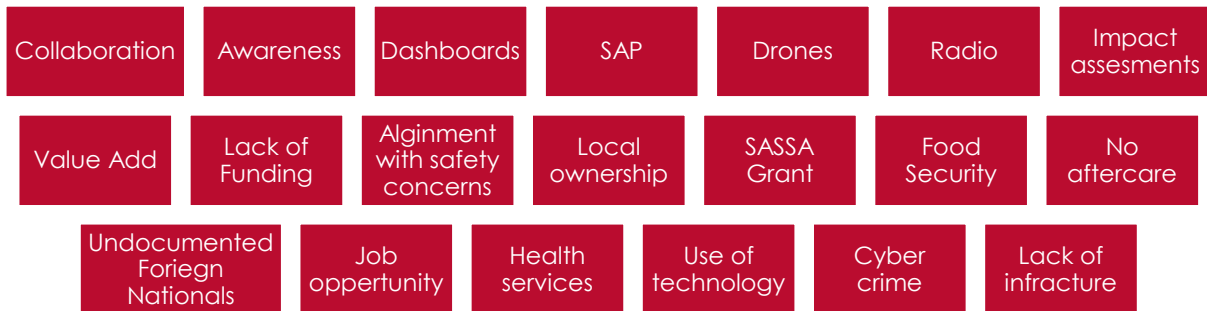 Collaboration
Awareness
Dashboards
SAP
Drones
Radio
Impact
assesments
Value Add
Lack of
Funding
Alginment
with safety
concerns
Local
ownership
SASSA
Grant
Food
Security
No
aftercare
Undocumented
Foriegn
Nationals
Job
oppertunity
Health
services
Use of
technology
Cyber
crime
Lack of
infracture